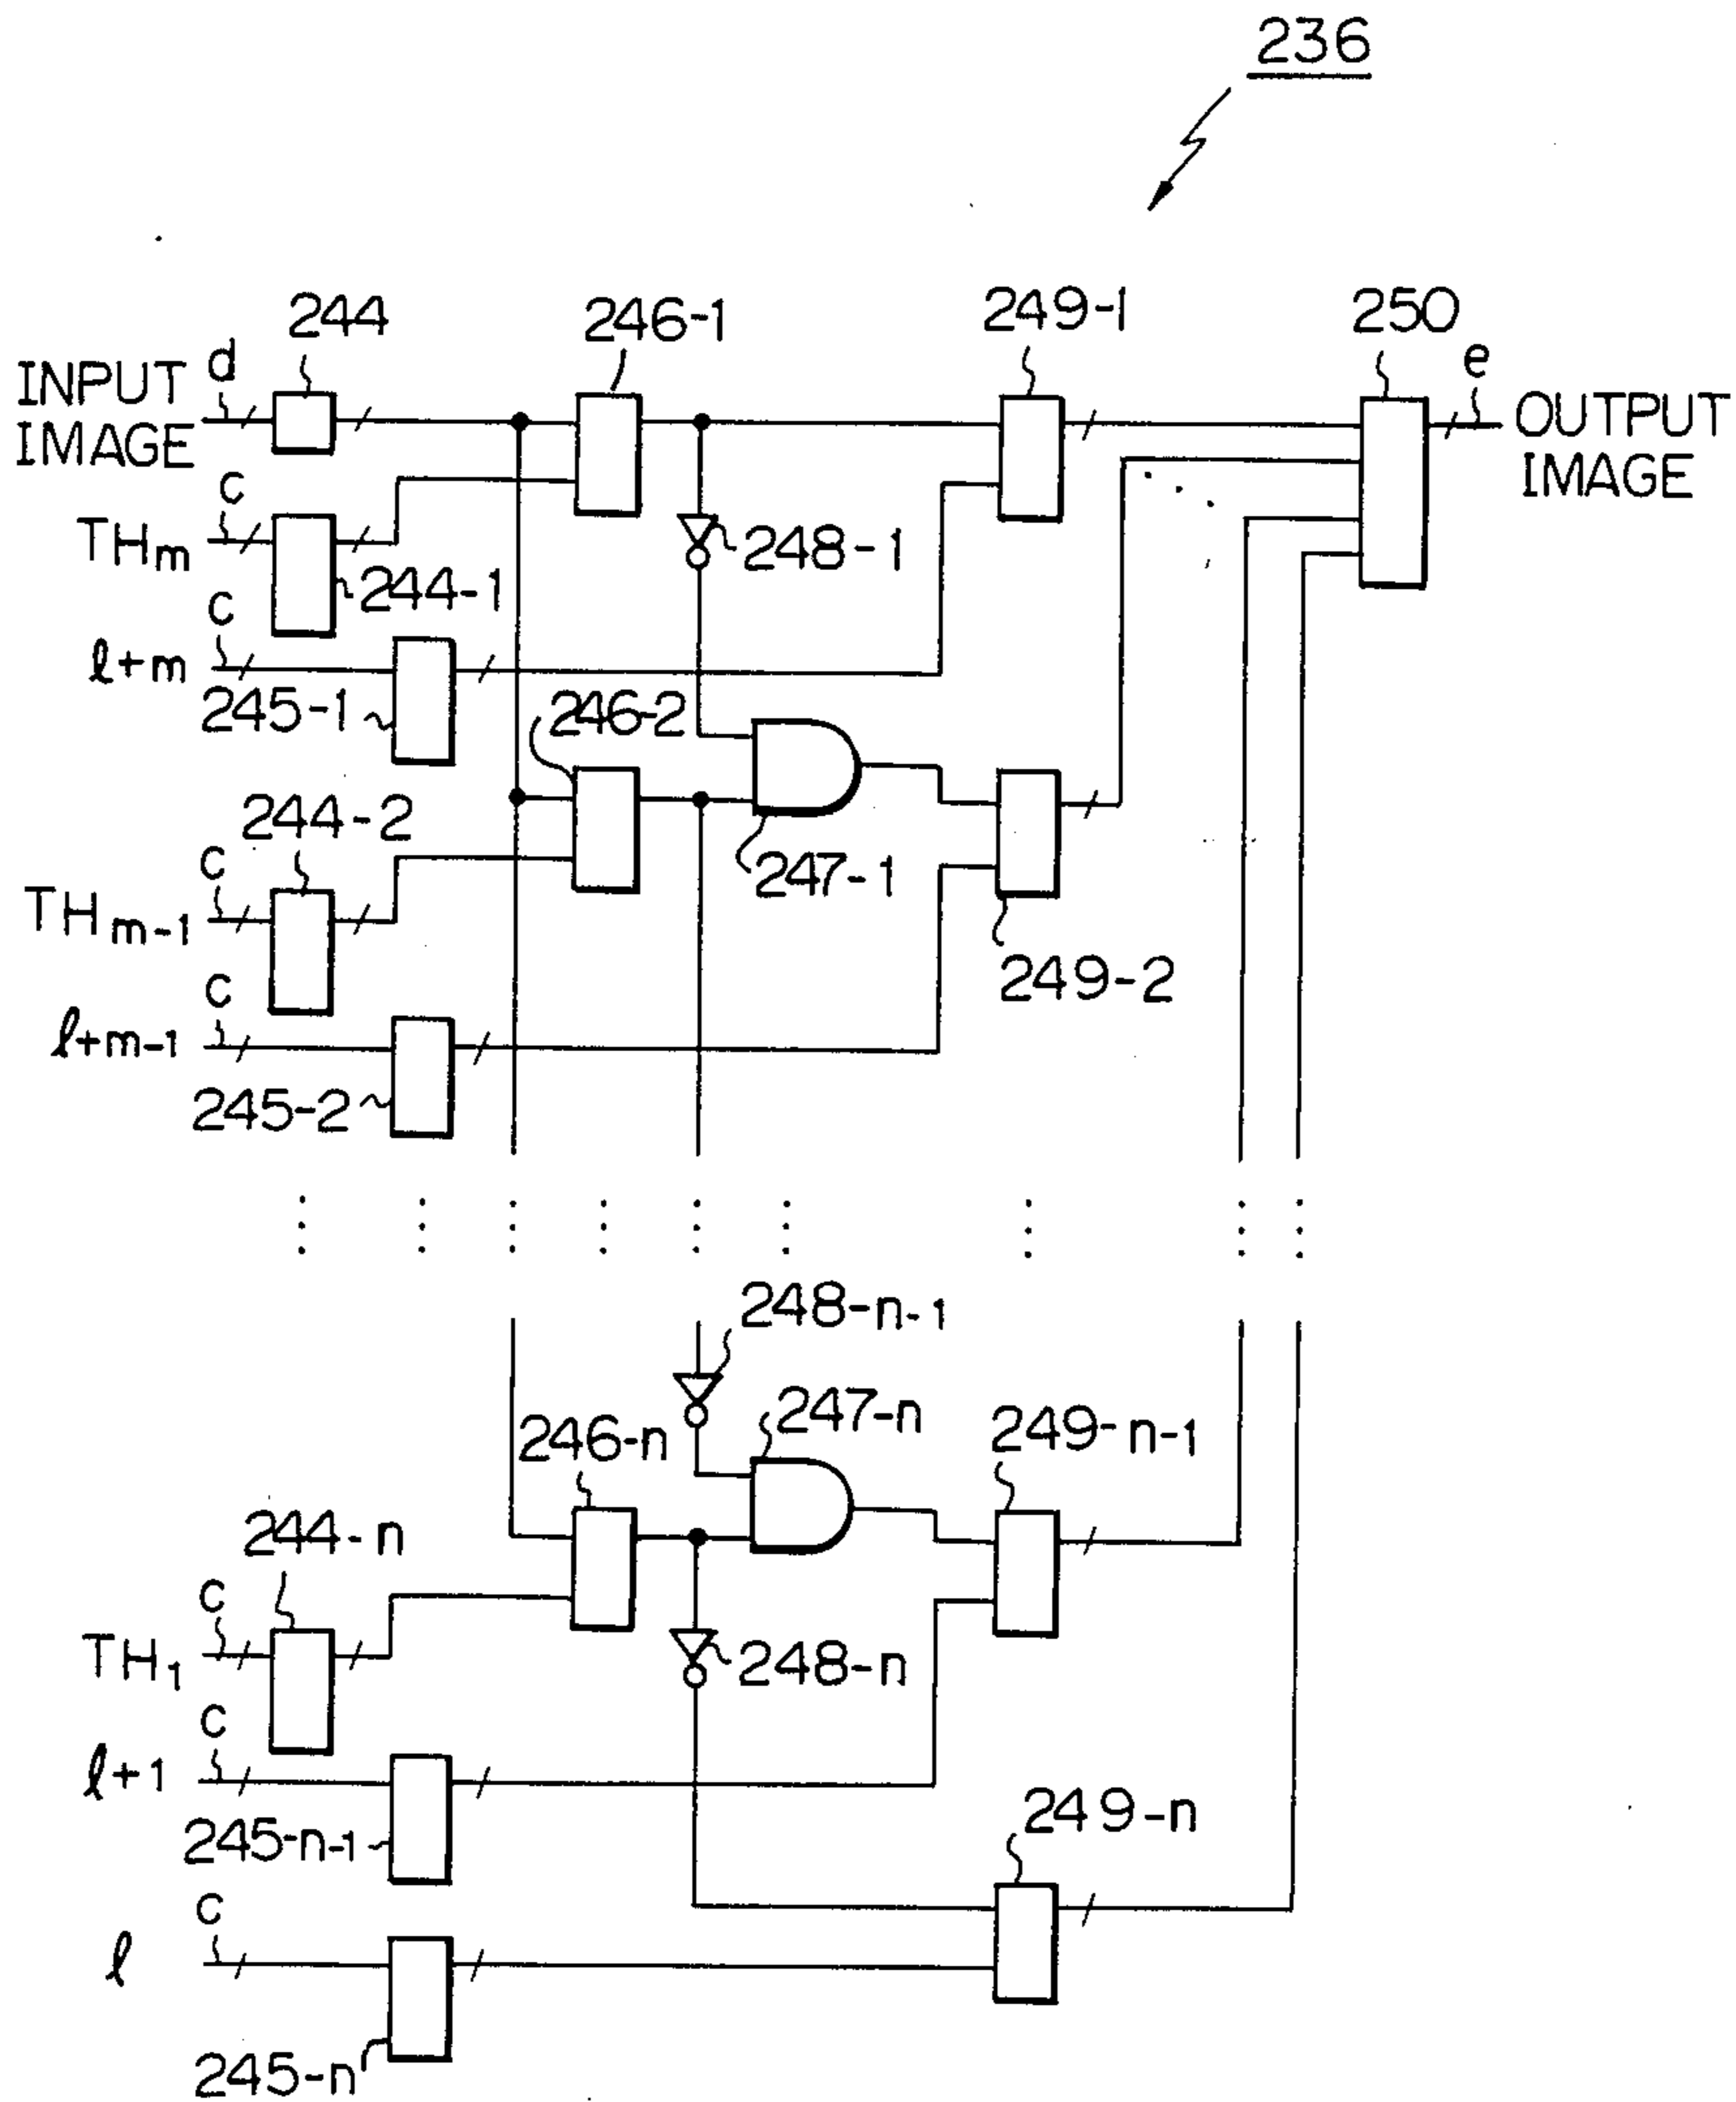 236
244
246-1
249-1
250
INPUT IMAGE
d
e
OUTPUT IMAGE
c
THm
244-1
248-1
c
ℓ+m
245-1
246-2
244-2
247-1
c
THm-1
249-2
c
ℓ+m-1
245-2
248-n-1
247-n
249-n-1
246-n
244-n
c
TH1
248-n
c
ℓ+1
245-n-1
249-n
c
ℓ
245-n